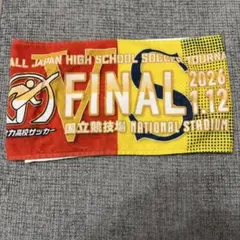 ALL JAPAN HIGH SCHOOL SOCCER TOURNA
VS
FINAL
2026
1.12
国立競技場 NATIONAL STADIUM
高校サッカー